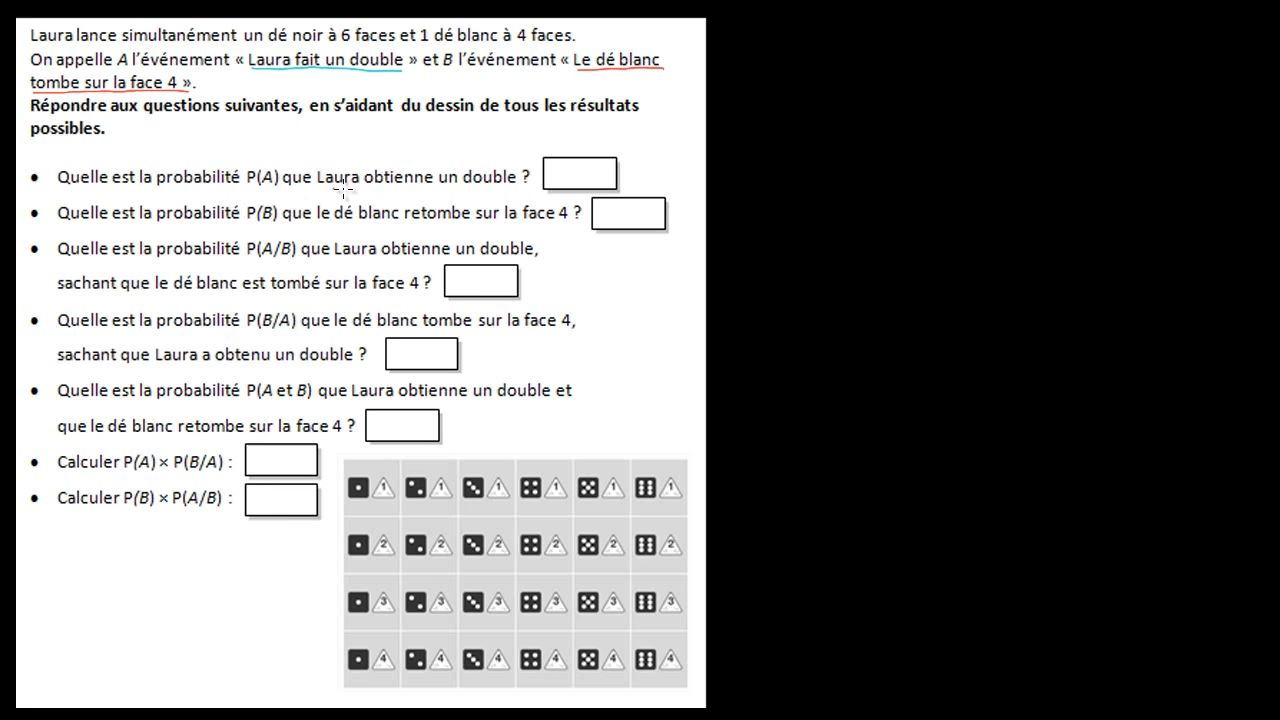 Laura lance simultanément un dé noir à 6 faces et 1 dé blanc à 4 faces.
On appelle A l'événement « Laura fait un double » et B l'événement « Le dé blanc
tombe sur la face 4 ».
Répondre aux questions suivantes, en s'aidant du dessin de tous les résultats
possibles.
• Quelle est la probabilité P(A) que Laura obtienne un double ?
• Quelle est la probabilité P(B) que le dé blanc retombe sur la face 4 ?
• Quelle est la probabilité P(A/B) que Laura obtienne un double,
sachant que le dé blanc est tombé sur la face 4 ?
• Quelle est la probabilité P(B/A) que le dé blanc tombe sur la face 4,
sachant que Laura a obtenu un double ?
• Quelle est la probabilité P(A et B) que Laura obtienne un double et
que le dé blanc retombe sur la face 4 ?
• Calculer P(A) × P(B/A) :
• Calculer P(B) × P(A/B) :
1 1 1 1 1 1
2 2 2 2 2 2
3 3 3 3 3 3
4 4 4 4 4 4